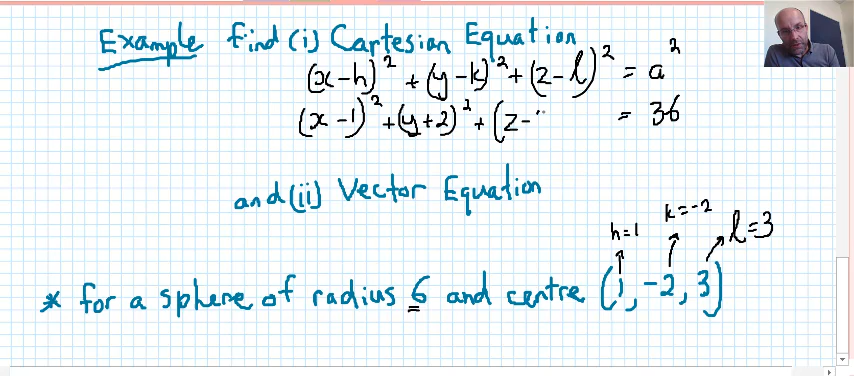 Example Find (i) Cartesian Equation
(x-h)² + (y-k)² + (z-l)² = a²
(x-1)² + (y+2)² + (z- = 36
and (ii) Vector Equation
h=1 k=-2 l=3
* for a sphere of radius 6 and centre (1, -2, 3)